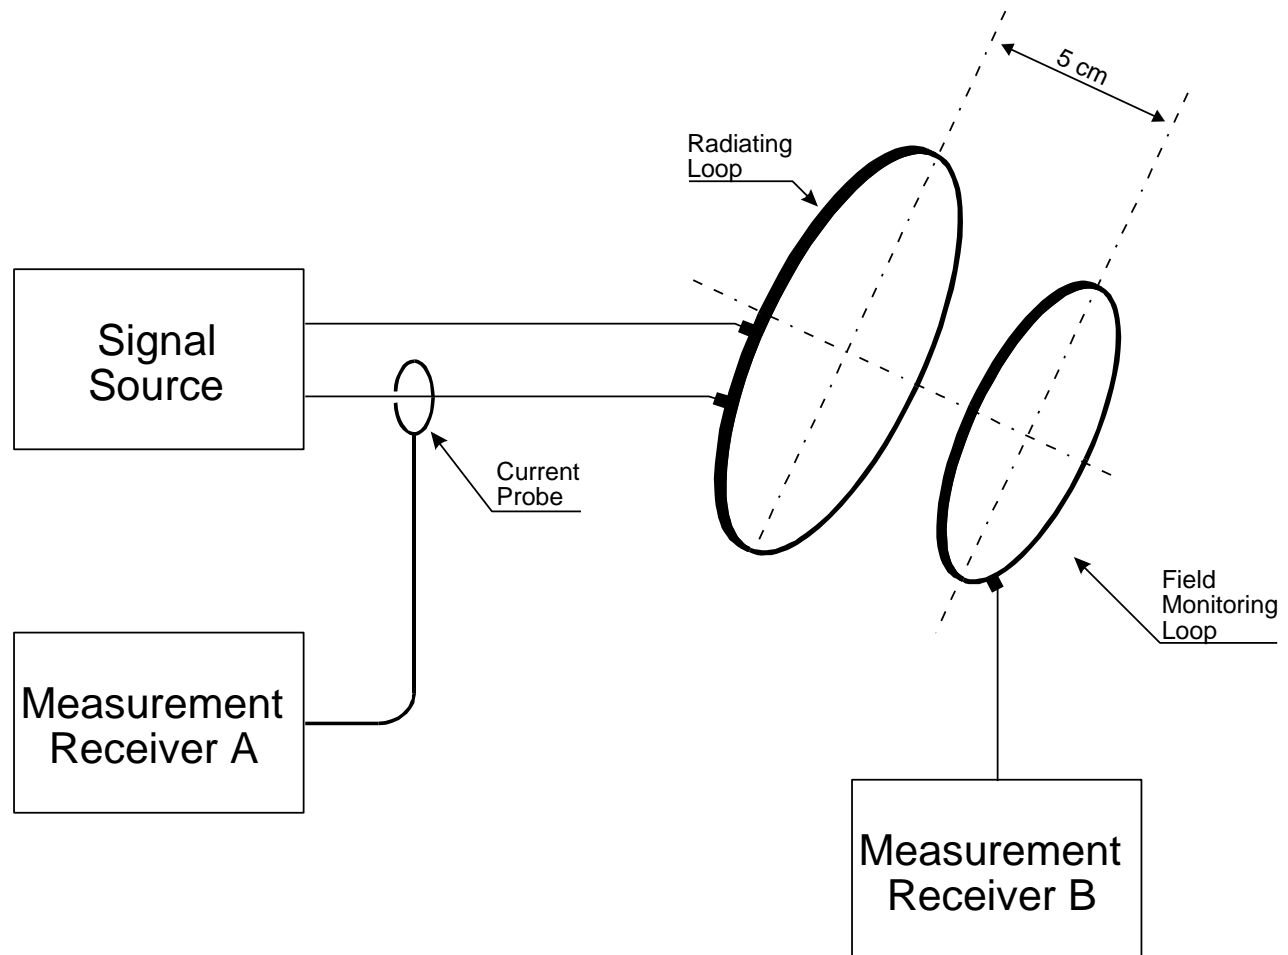 5 cm
Radiating
Loop
Signal
Source
Current
Probe
Field
Monitoring
Loop
Measurement
Receiver A
Measurement
Receiver B